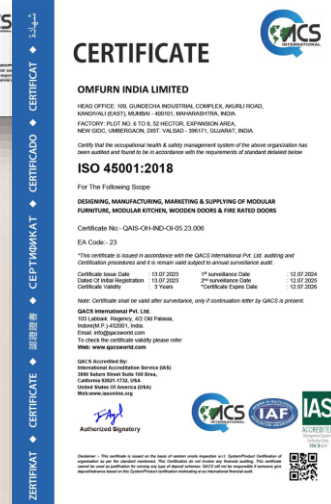 QACS
INTERNATIONAL
CERTIFICATE
OMFURN INDIA LIMITED
HEAD OFFICE: 109, GUNDECHA INDUSTRIAL COMPLEX, AKURLI ROAD,
KANDIVALI (EAST), MUMBAI - 400101, MAHARASHTRA, INDIA.
FACTORY: PLOT NO. 6 TO 8, 52 HECTOR, EXPANSION AREA,
NEW GIDC, UMBERGAON, DIST: VALSAD - 396171, GUJARAT, INDIA.
Certify that the occupational health & safety management system of the above organization has
been audited and found to be in accordance with the requirements of standard detailed below
ISO 45001:2018
For The Following Scope
DESIGNING, MANUFACTURING, MARKETING & SUPPLYING OF MODULAR
FURNITURE, MODULAR KITCHEN, WOODEN DOORS & FIRE RATED DOORS
Certificate No:- QAIS-OH-IND-OI-05.23.006
EA Code:- 23
"This certificate is issued in accordance with the QACS International Pvt. Ltd. auditing and
Certification procedures and it is remain valid subject to annual surveillance audit.
Certificate Issue Date : 13.07.2023 1st surveillance Date : 12.07.2024
Dated Of Initial Registration : 13.07.2023 2nd surveillance Date : 12.07.2025
Certificate Validity : 3 Years *Certificate Expire Date : 12.07.2026
Note: Certificate shall be valid after surveillance, only if continuation letter by QACS is present.
QACS International Pvt. Ltd.
103 Labbaik Regency, 4/2 Old Palasia,
Indore(M.P.)-452001, India.
Email: info@qacsworld.com
To check the certificate validity please refer
Web: www.qacsworld.com
QACS Accredited By:
International Accreditation Service (IAS)
3060 Saturn Street Suite 100 Brea,
California 92821-1732, USA
United States Of America (USA)
Web:www.iasonline.org
Authorized Signatory
QACS
INTERNATIONAL
IAF
IAS
ACCREDITED
ZERTIFIKAT ◆ CERTIFICATE ◆ 認證證書 ◆ СЕРТИФИКАТ ◆ CERTIFICADO ◆ CERTIFICAT ◆ شهادة